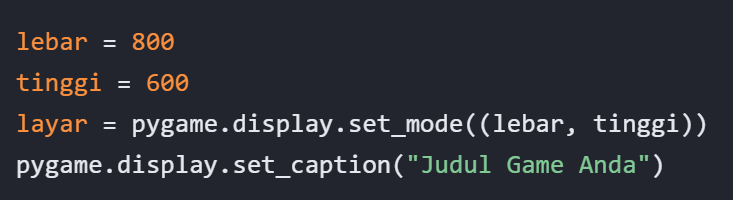 lebar = 800
tinggi = 600
layar = pygame.display.set_mode((lebar, tinggi))
pygame.display.set_caption("Judul Game Anda")